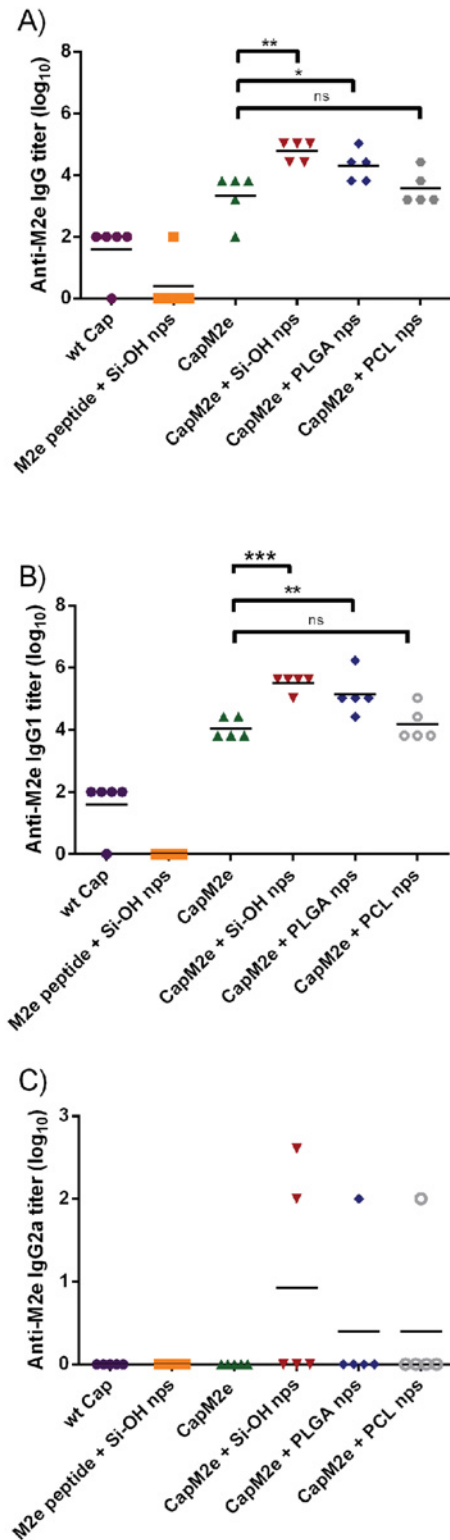 A)
**
*
ns
Anti-M2e IgG titer (log10)
8
6
4
2
0
wt Cap
M2e peptide + Si-OH nps
CapM2e
CapM2e + Si-OH nps
CapM2e + PLGA nps
CapM2e + PCL nps
B)
***
**
ns
Anti-M2e IgG1 titer (log10)
8
6
4
2
0
wt Cap
M2e peptide + Si-OH nps
CapM2e
CapM2e + Si-OH nps
CapM2e + PLGA nps
CapM2e + PCL nps
C)
Anti-M2e IgG2a titer (log10)
3
2
1
0
wt Cap
M2e peptide + Si-OH nps
CapM2e
CapM2e + Si-OH nps
CapM2e + PLGA nps
CapM2e + PCL nps